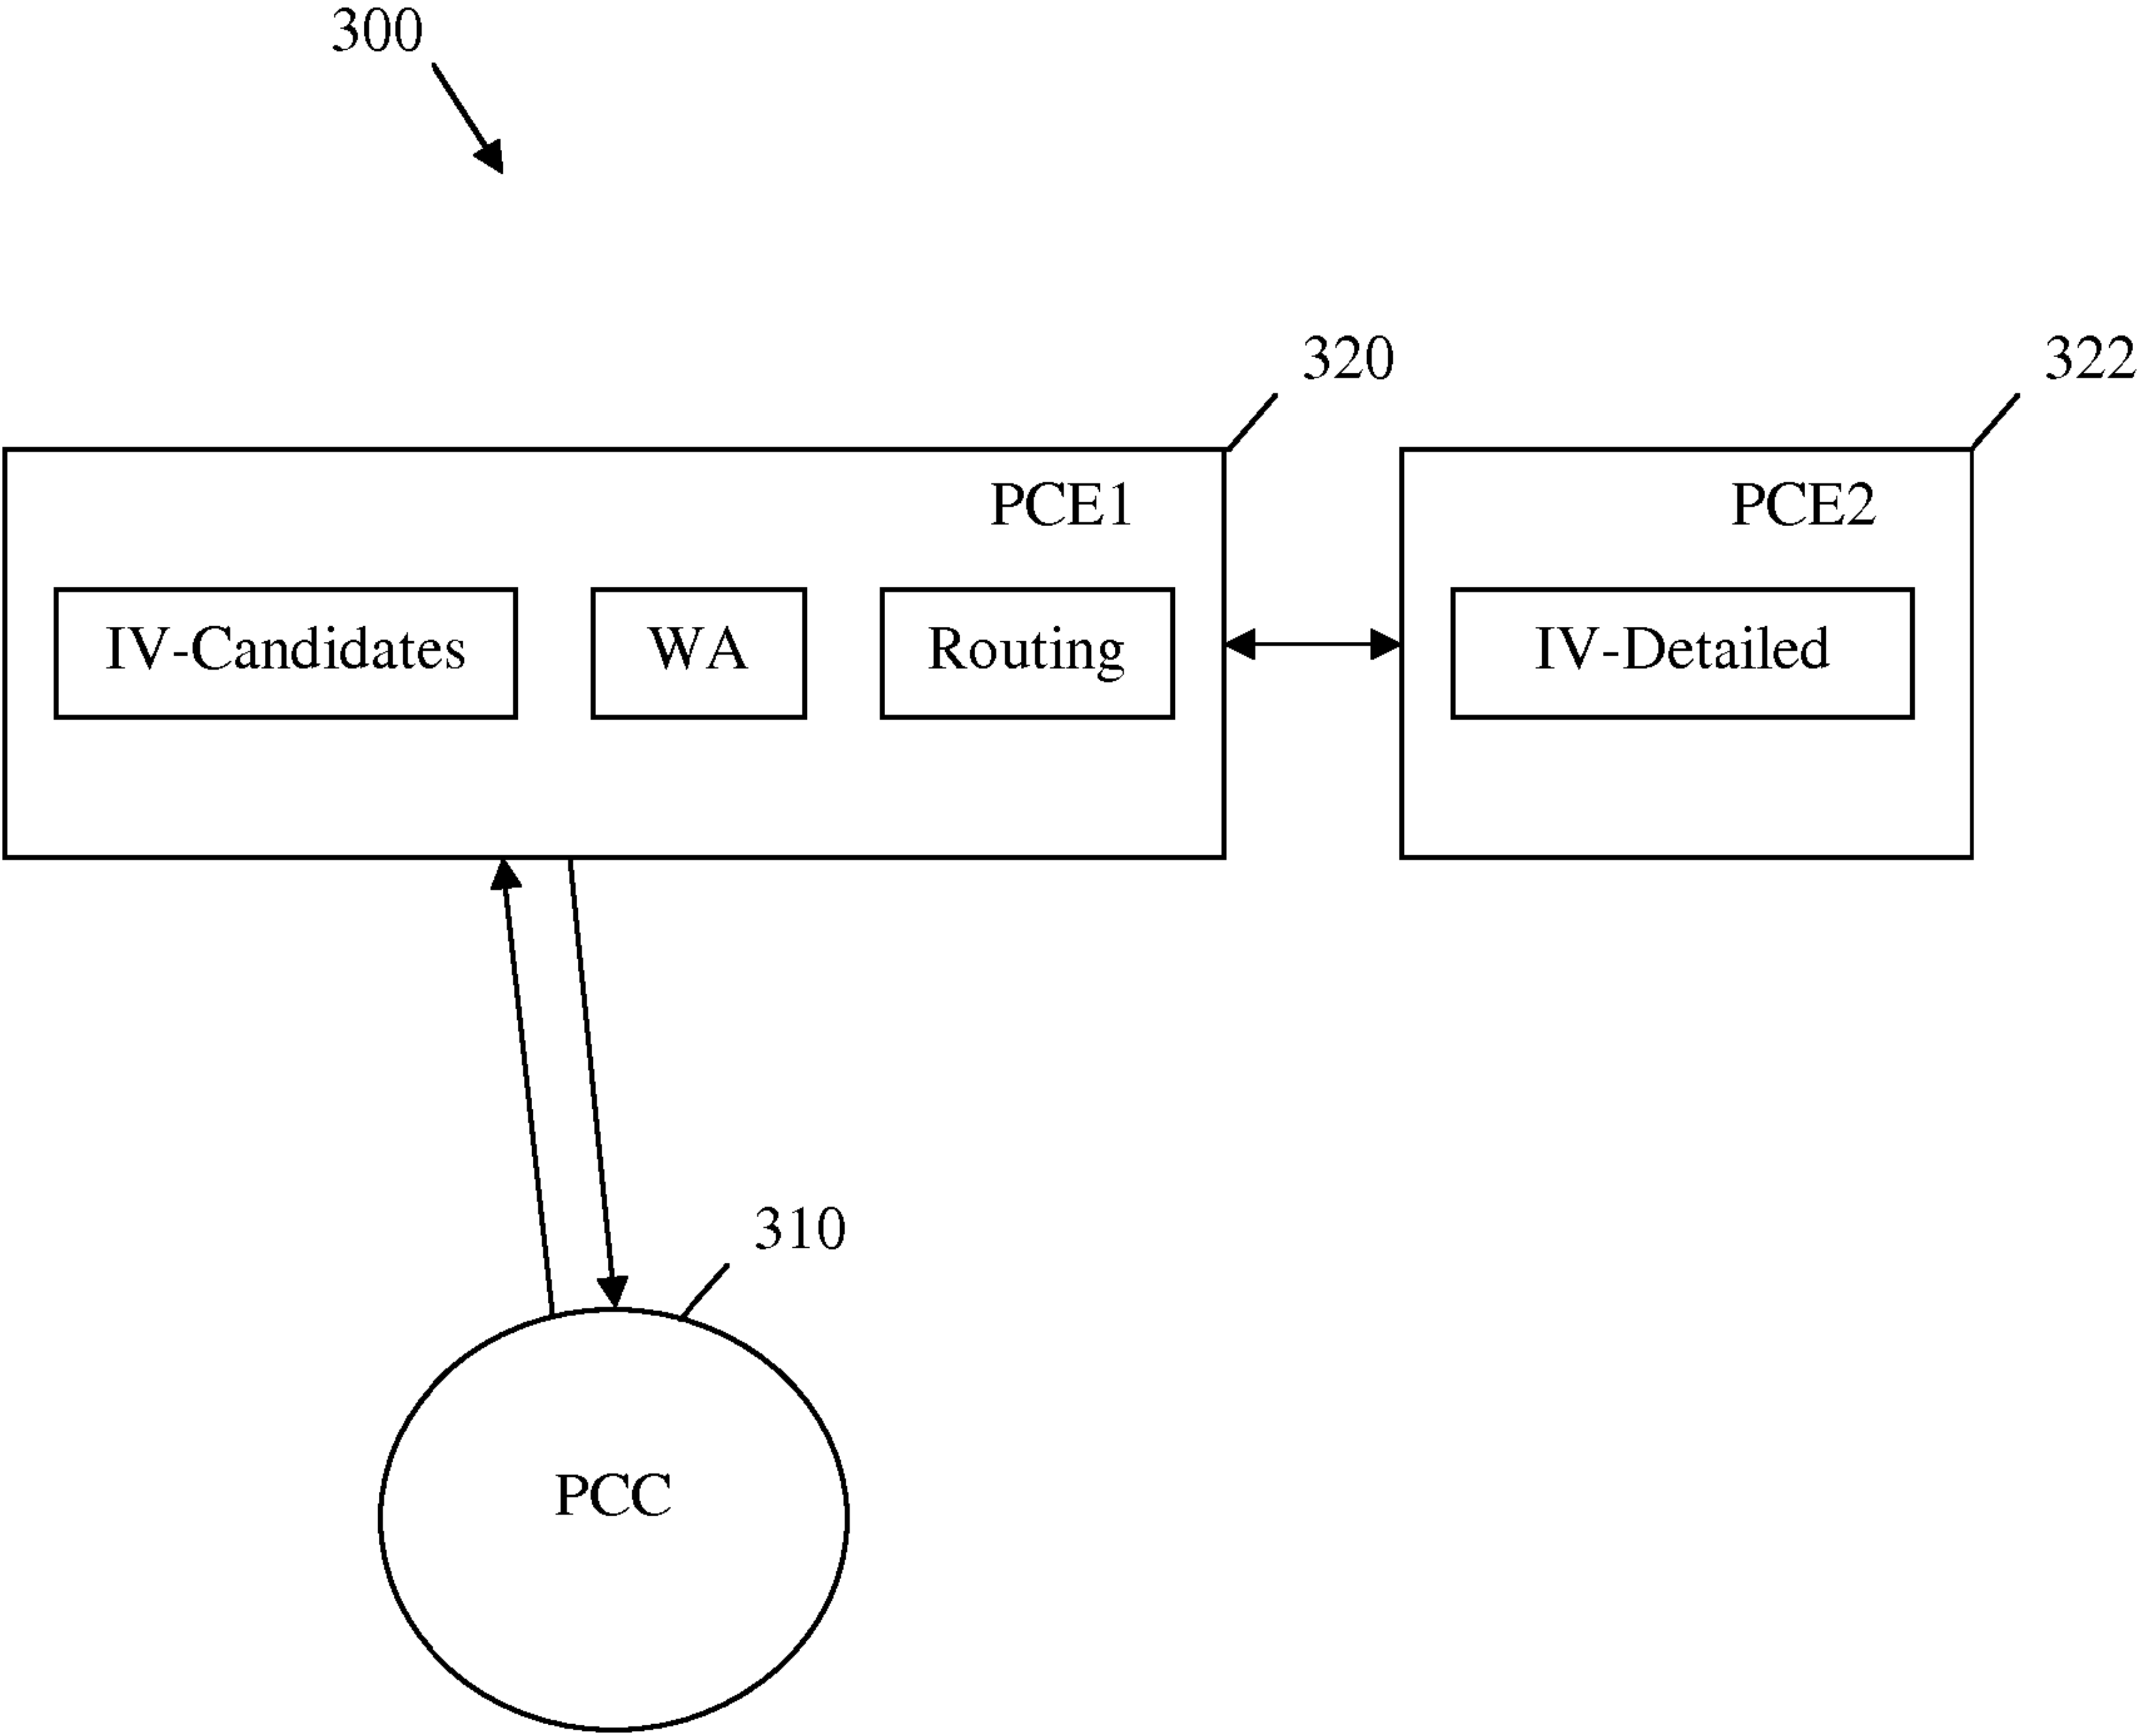 300
320
322
PCE1
PCE2
IV-Candidates
WA
Routing
IV-Detailed
310
PCC